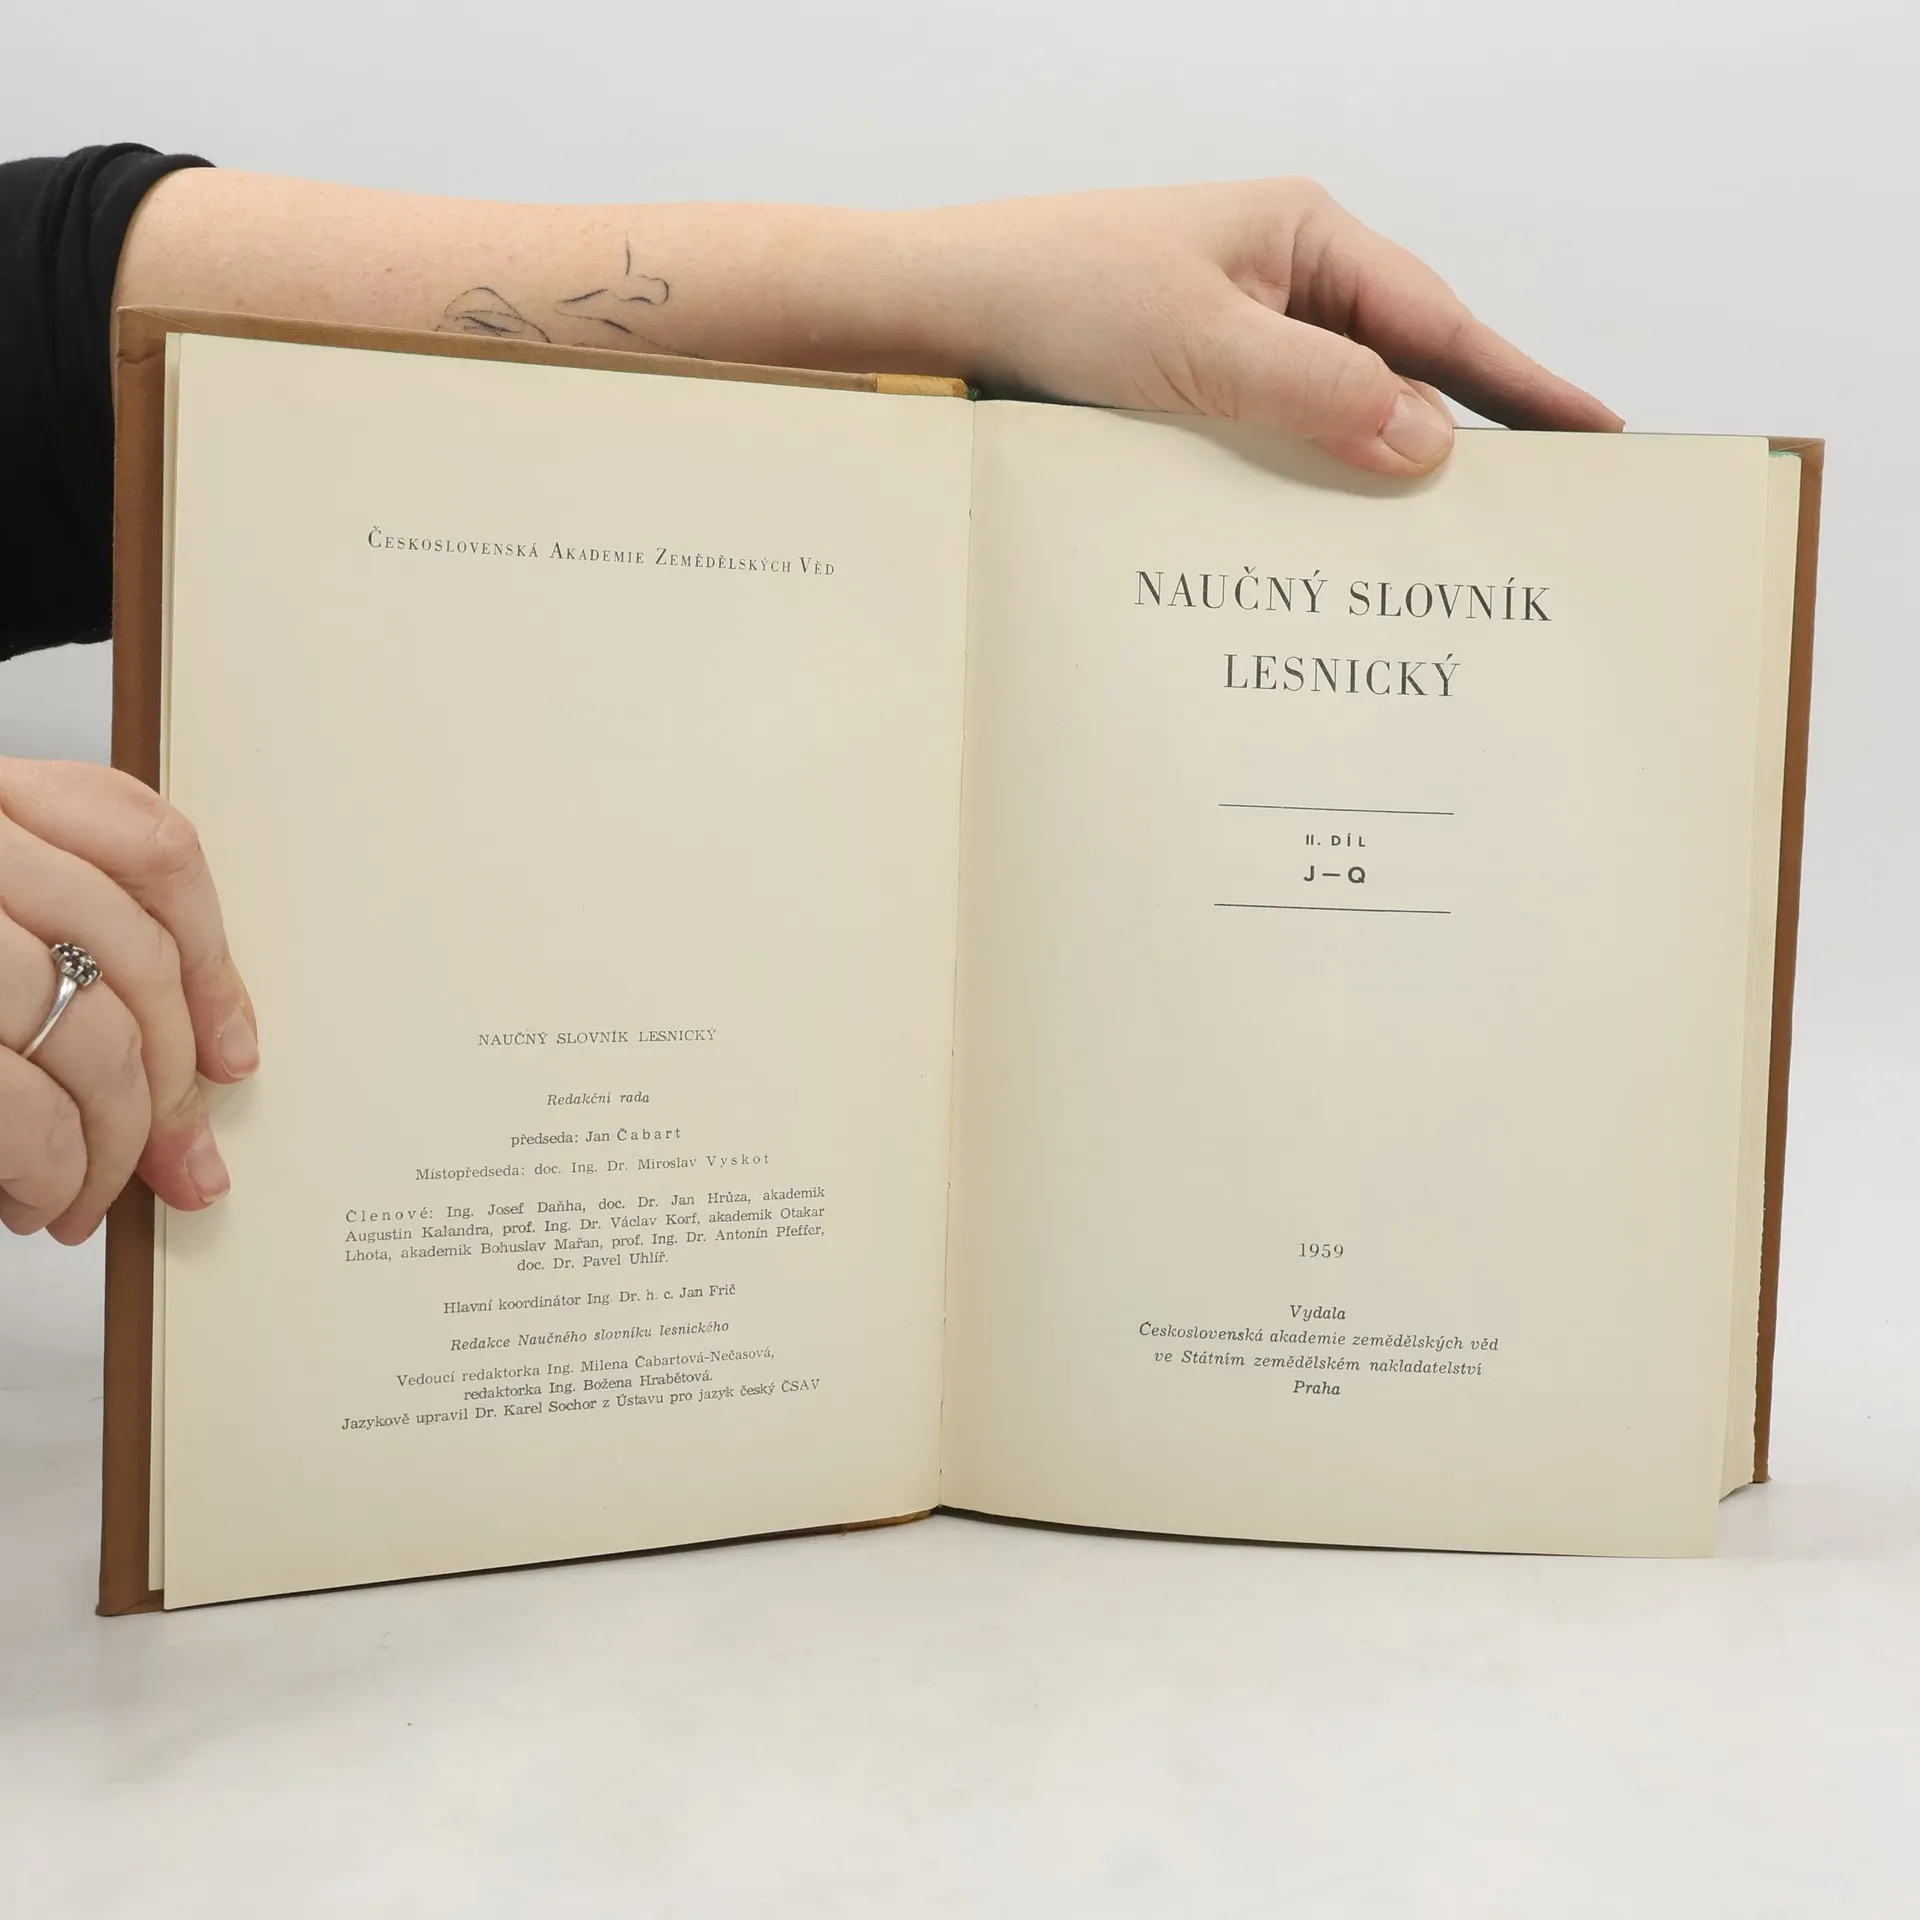 Československá Akademie Zemědělských Věd
NAUČNÝ SLOVNÍK LESNICKÝ
Redakční rada
předseda: Jan Čabart
Místopředseda: doc. Ing. Dr. Miroslav Vyskot
Členové: Ing. Josef Daňha, doc. Dr. Jan Hrůza, akademik
Augustin Kalandra, prof. Ing. Dr. Václav Korf, akademik Otakar
Lhota, akademik Bohuslav Mařan, prof. Ing. Dr. Antonín Pfeffer,
doc. Dr. Pavel Uhlíř.
Hlavní koordinátor Ing. Dr. h. c. Jan Frič
Redakce Naučného slovníku lesnického
Vedoucí redaktorka Ing. Milena Čabartová-Nečasová,
redaktorka Ing. Božena Hrabětová.
Jazykově upravil Dr. Karel Sochor z Ústavu pro jazyk český ČSAV
NAUČNÝ SLOVNÍK
LESNICKÝ
II. DÍL
J—Q
1959
Vydala
Československá akademie zemědělských věd
ve Státním zemědělském nakladatelství
Praha